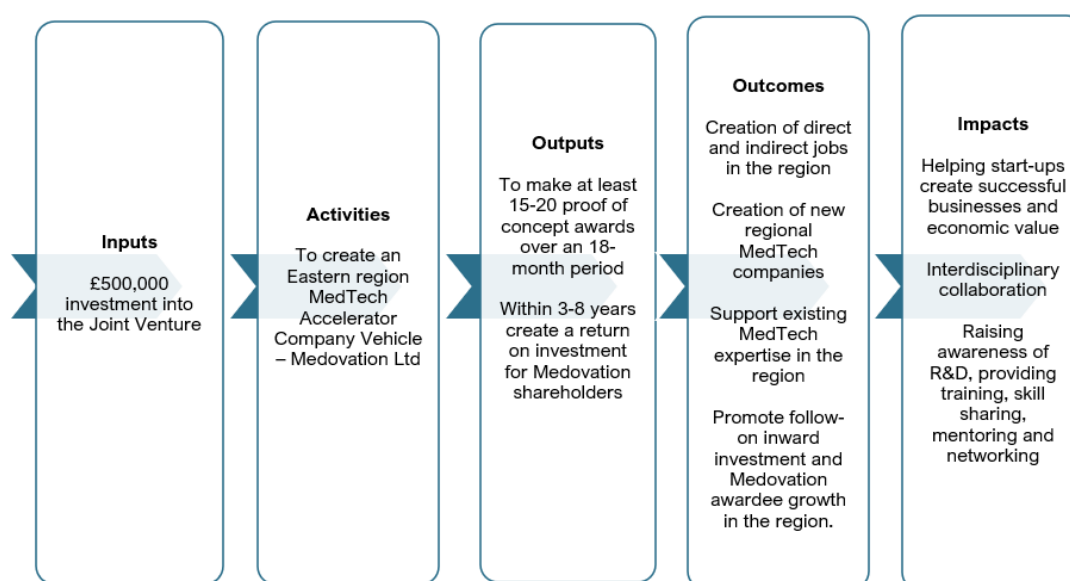 Inputs
£500,000
investment into
the Joint Venture
Activities
To create an
Eastern region
MedTech
Accelerator
Company Vehicle
– Medovation Ltd
Outputs
To make at least
15-20 proof of
concept awards
over an 18-
month period
Within 3-8 years
create a return
on investment
for Medovation
shareholders
Outcomes
Creation of direct
and indirect jobs
in the region
Creation of new
regional
MedTech
companies
Support existing
MedTech
expertise in the
region
Promote follow-
on inward
investment and
Medovation
awardee growth
in the region.
Impacts
Helping start-ups
create successful
businesses and
economic value
Interdisciplinary
collaboration
Raising
awareness of
R&D, providing
training, skill
sharing,
mentoring and
networking